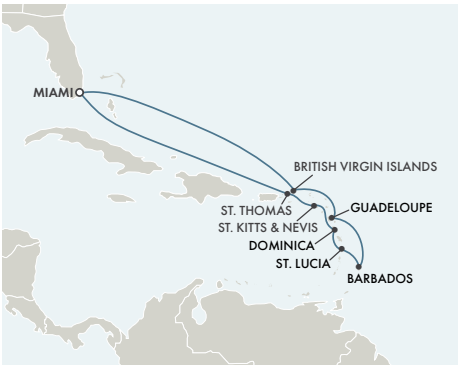 MIAMI
BRITISH VIRGIN ISLANDS
ST. THOMAS
GUADELOUPE
ST. KITTS & NEVIS
DOMINICA
ST. LUCIA
BARBADOS